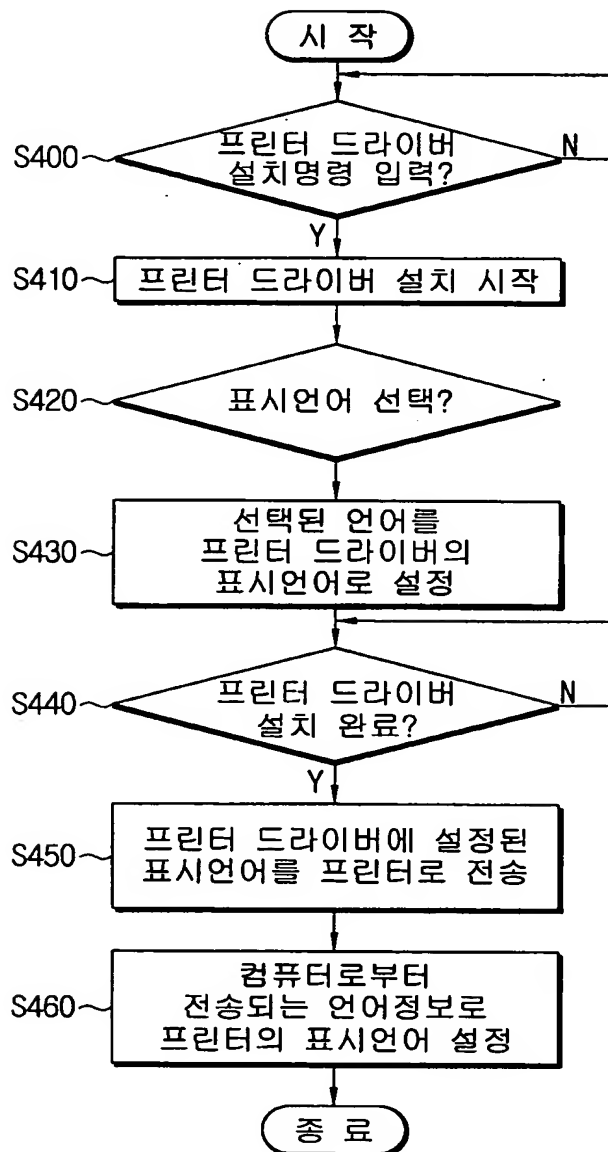 시 작
S400
프린터 드라이버
설치명령 입력?
N
Y
S410
프린터 드라이버 설치 시작
S420
표시언어 선택?
S430
선택된 언어를
프린터 드라이버의
표시언어로 설정
S440
프린터 드라이버
설치 완료?
N
Y
S450
프린터 드라이버에 설정된
표시언어를 프린터로 전송
S460
컴퓨터로부터
전송되는 언어정보로
프린터의 표시언어 설정
종 료